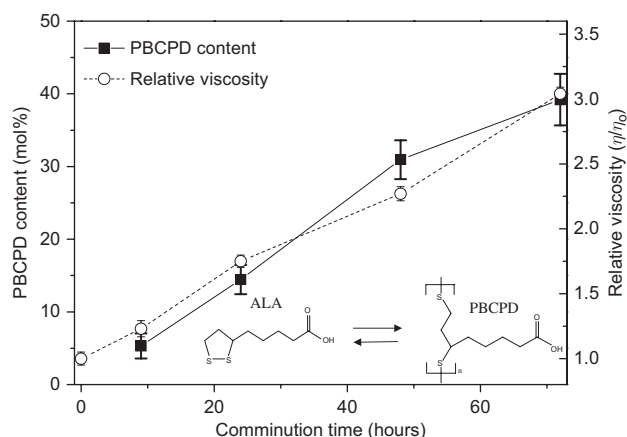 PBCPD content (mol%)
50
40
30
20
10
0
PBCPD content
Relative viscosity
3.5
3.0
2.5
2.0
1.5
1.0
Relative viscosity (η/ηo)
ALA
O
OH
S S
PBCPD
S
O
OH
S
n
0 20 40 60
Comminution time (hours)